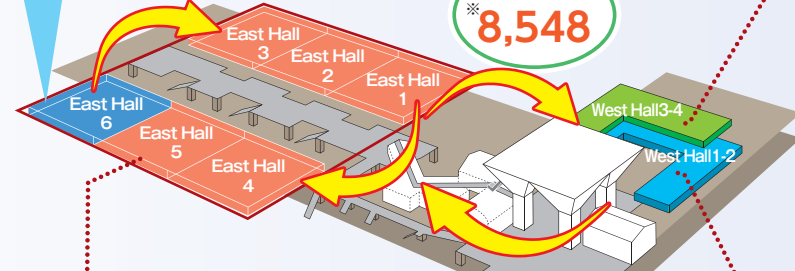 ※
8,548
East Hall
3
East Hall
2
East Hall
1
East Hall
6
East Hall
5
East Hall
4
West Hall3-4
West Hall1-2